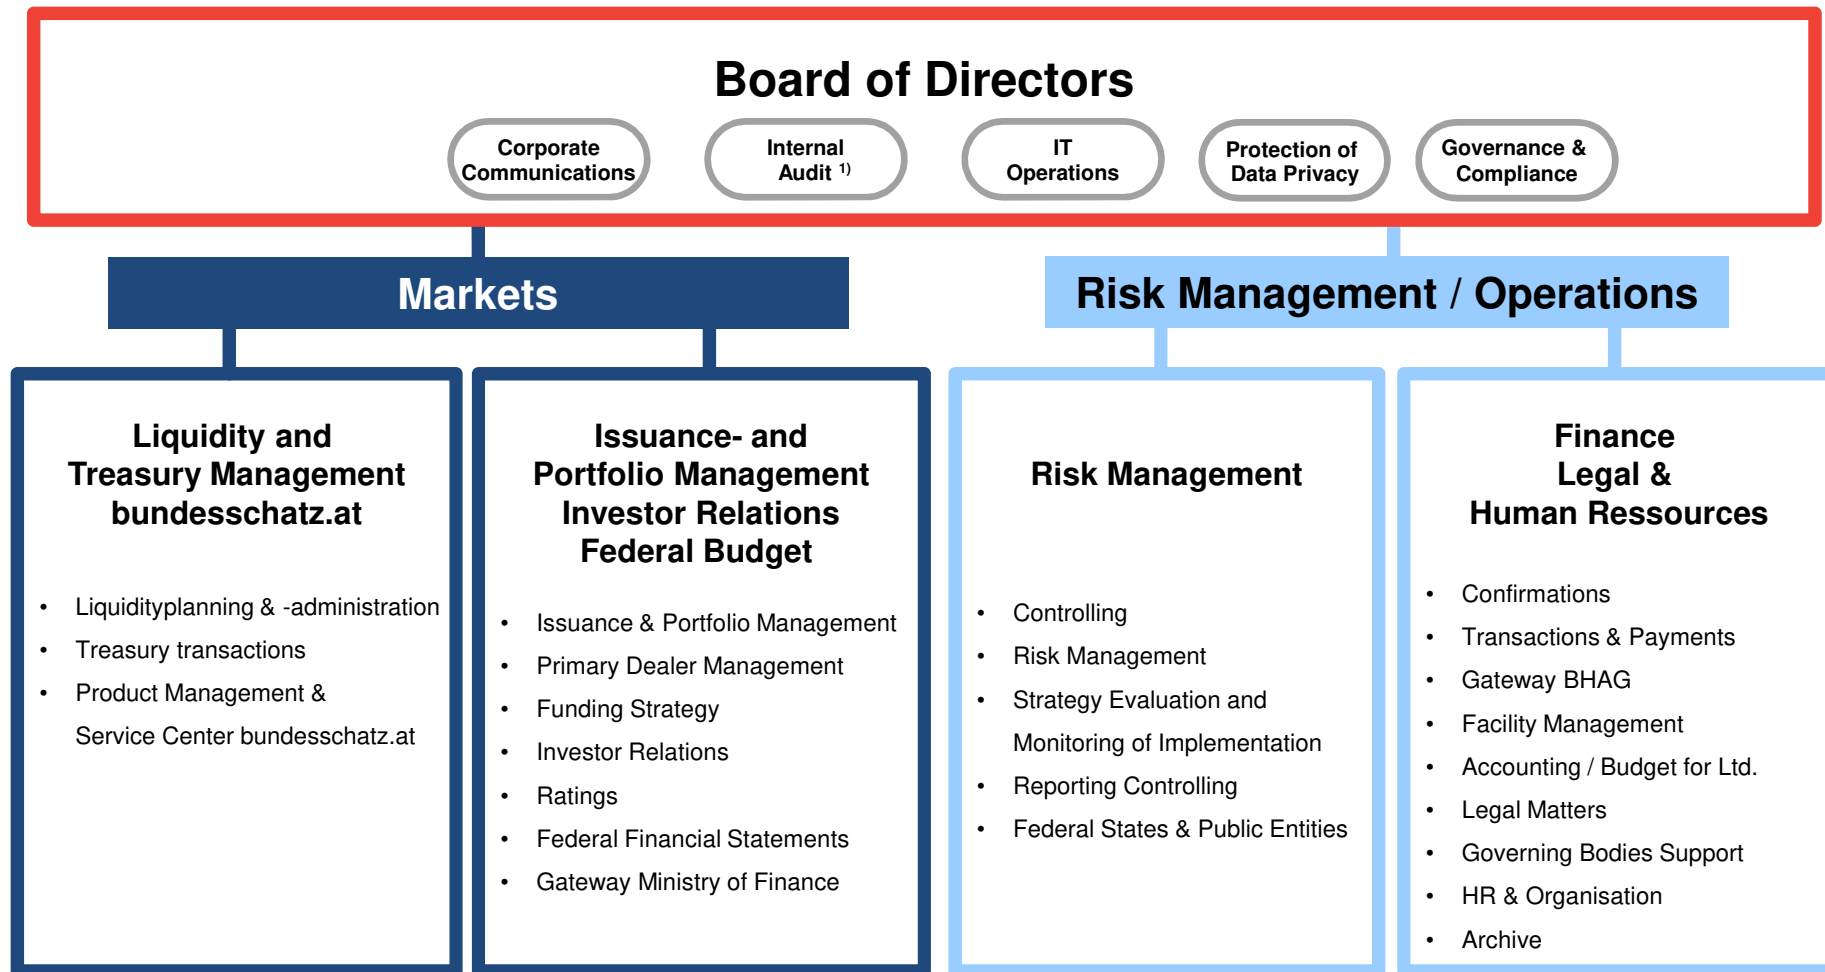 Board of Directors
Corporate
Communications
Internal
Audit ¹⁾
IT
Operations
Protection of
Data Privacy
Governance &
Compliance
Markets
Risk Management / Operations
Liquidity and
Treasury Management
bundesschatz.at
• Liquidityplanning & -administration
• Treasury transactions
• Product Management &
Service Center bundesschatz.at
Issuance- and
Portfolio Management
Investor Relations
Federal Budget
• Issuance & Portfolio Management
• Primary Dealer Management
• Funding Strategy
• Investor Relations
• Ratings
• Federal Financial Statements
• Gateway Ministry of Finance
Risk Management
• Controlling
• Risk Management
• Strategy Evaluation and
Monitoring of Implementation
• Reporting Controlling
• Federal States & Public Entities
Finance
Legal &
Human Ressources
• Confirmations
• Transactions & Payments
• Gateway BHAG
• Facility Management
• Accounting / Budget for Ltd.
• Legal Matters
• Governing Bodies Support
• HR & Organisation
• Archive